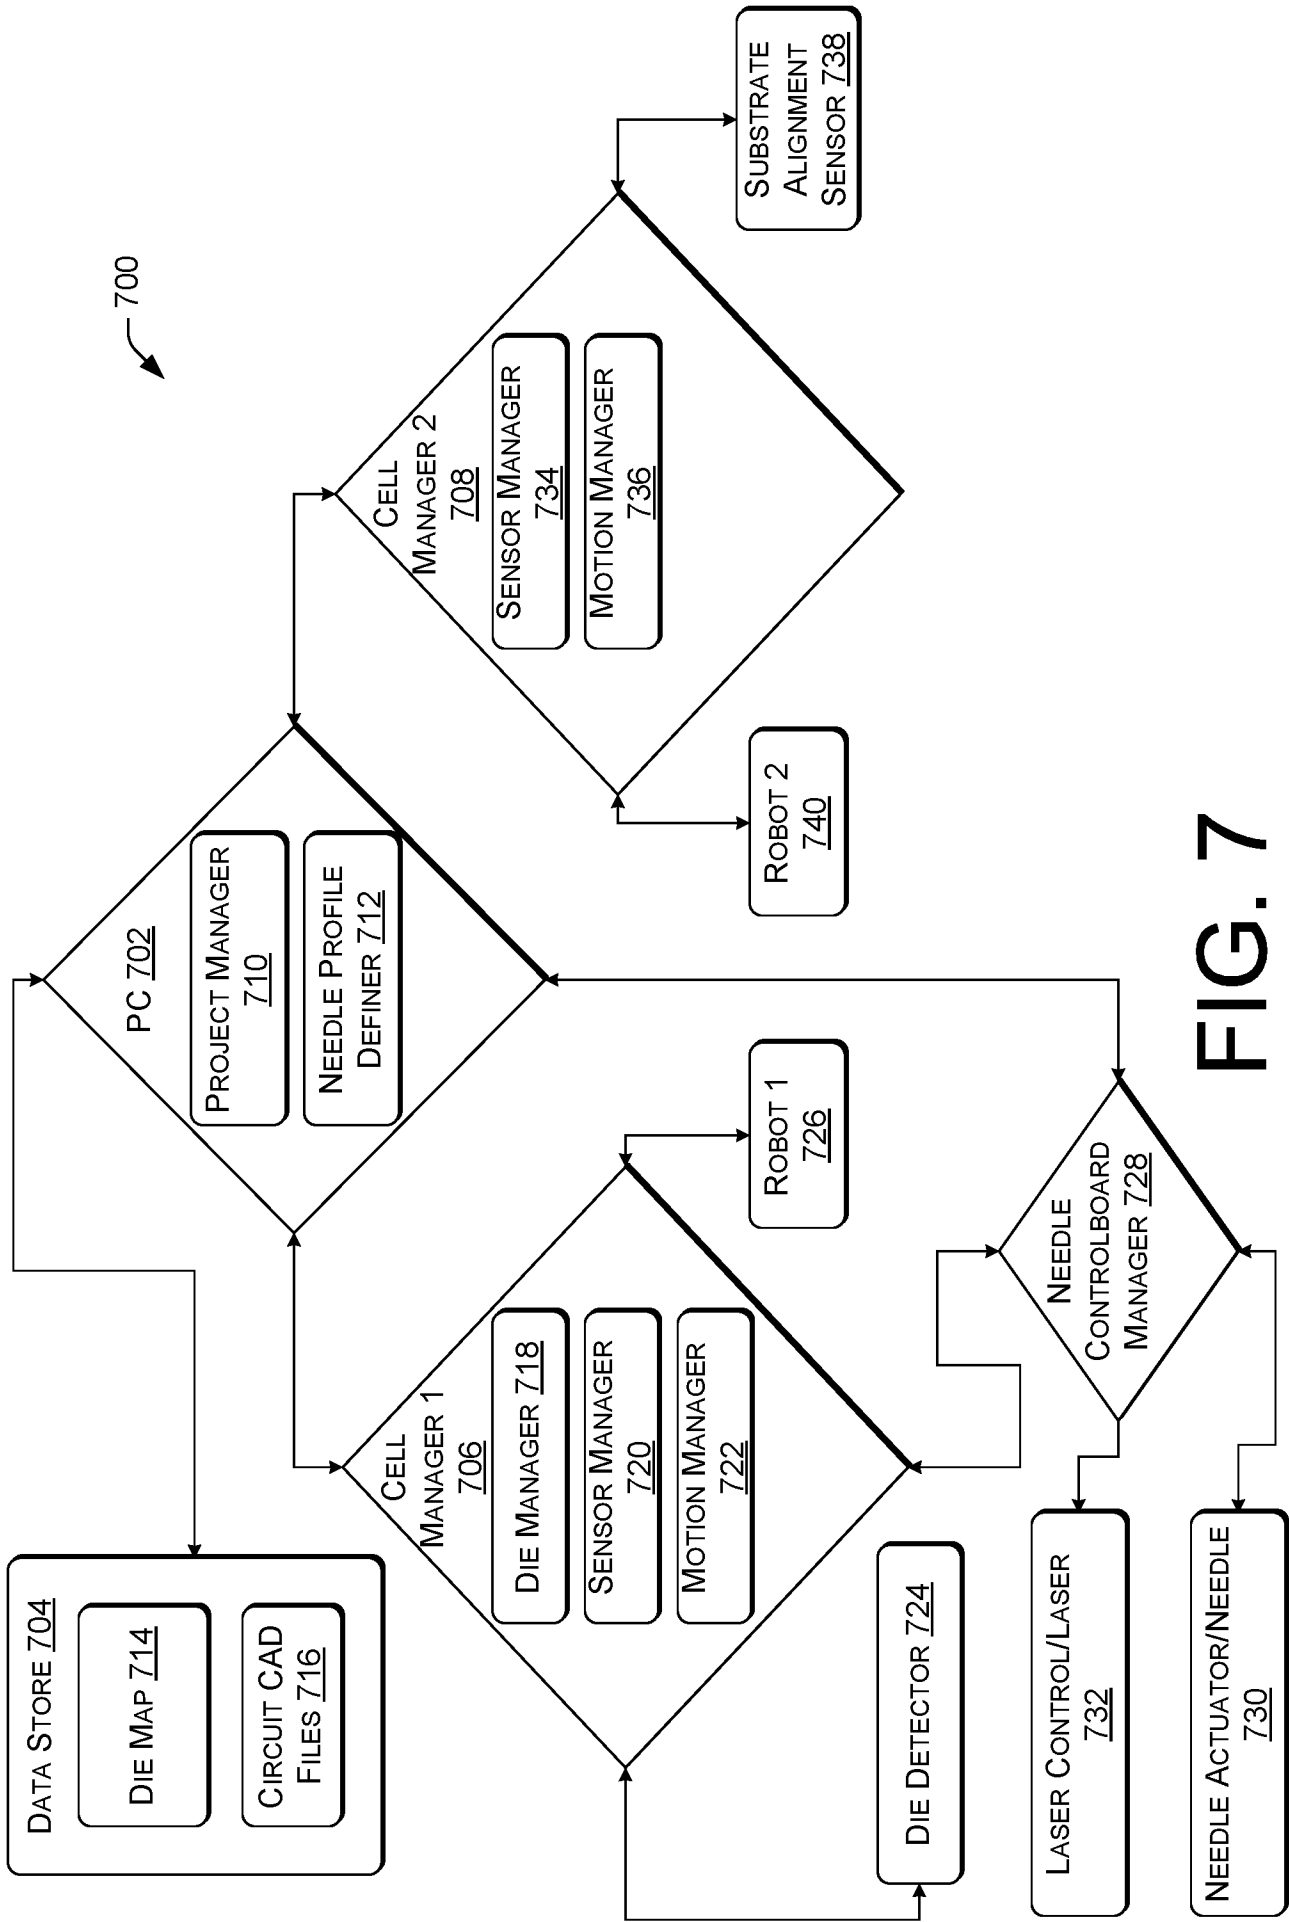 700
DATA STORE 704
DIE MAP 714
CIRCUIT CAD
FILES 716
PC 702
PROJECT MANAGER
710
NEEDLE PROFILE
DEFINER 712
CELL
MANAGER 1
706
DIE MANAGER 718
SENSOR MANAGER
720
MOTION MANAGER
722
CELL
MANAGER 2
708
SENSOR MANAGER
734
MOTION MANAGER
736
DIE DETECTOR 724
ROBOT 1
726
ROBOT 2
740
SUBSTRATE
ALIGNMENT
SENSOR 738
LASER CONTROL/LASER
732
NEEDLE
CONTROLBOARD
MANAGER 728
NEEDLE ACTUATOR/NEEDLE
730
FIG. 7